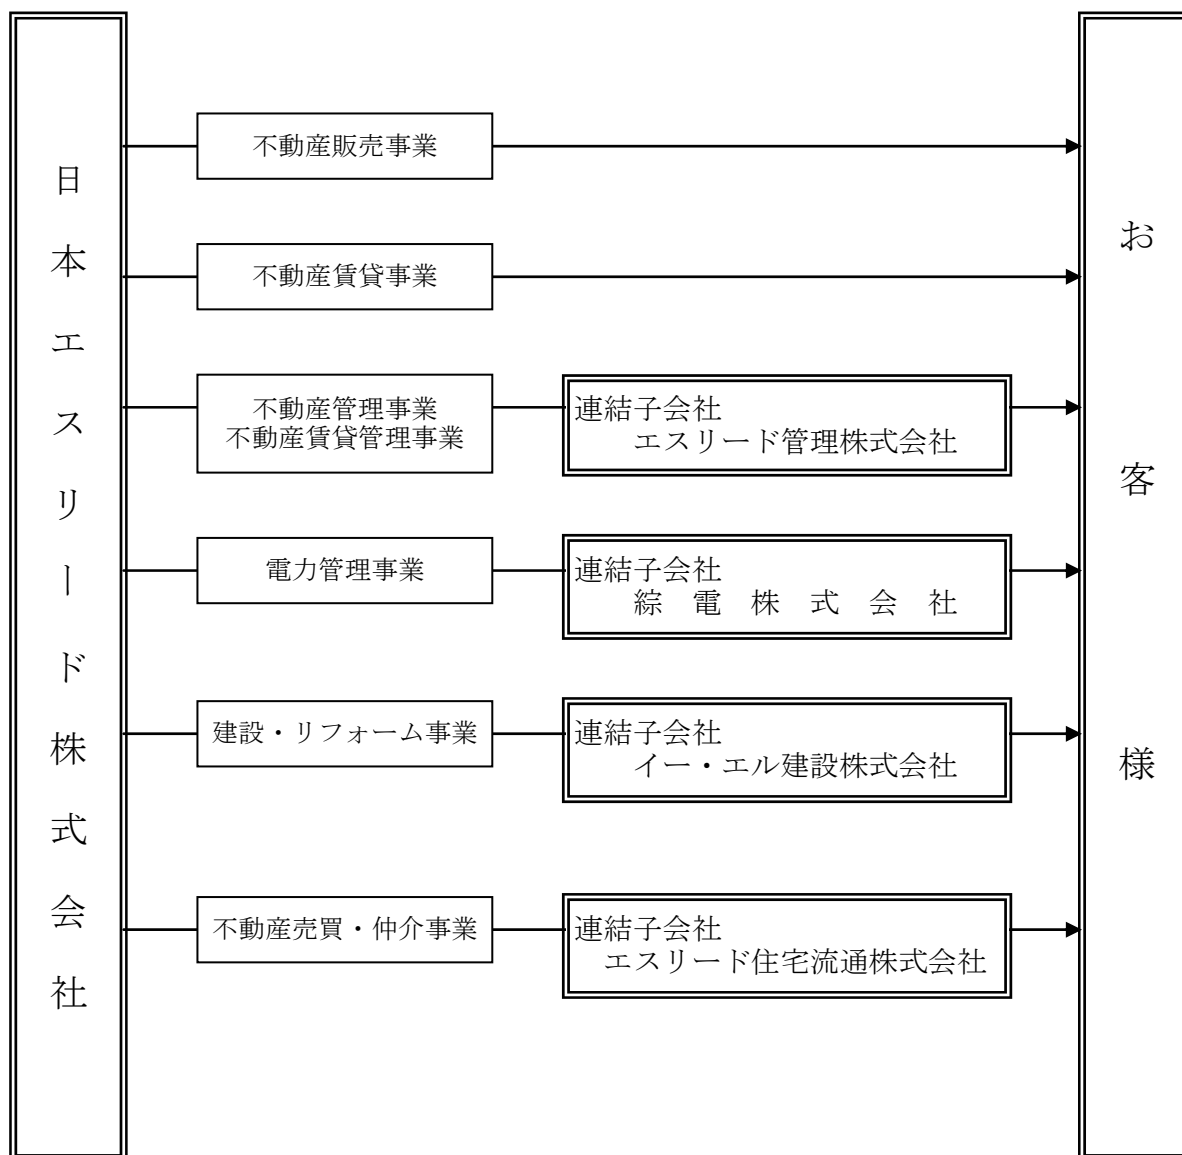 日本エスリード株式会社
不動産販売事業
不動産賃貸事業
不動産管理事業
不動産賃貸管理事業
連結子会社
エスリード管理株式会社
電力管理事業
連結子会社
綜電株式会社
建設・リフォーム事業
連結子会社
イー・エル建設株式会社
不動産売買・仲介事業
連結子会社
エスリード住宅流通株式会社
お客様